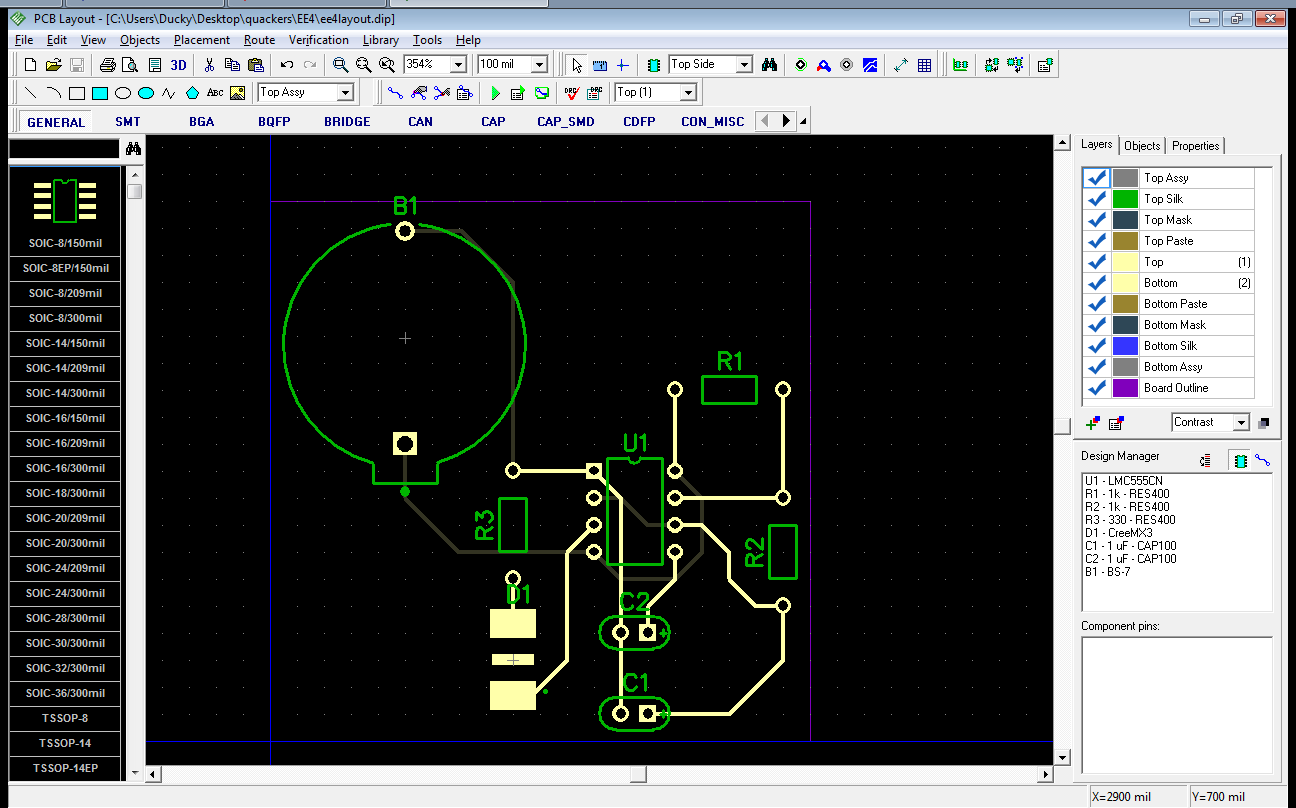 PCB Layout - [C:\Users\Ducky\Desktop\quackers\EE4\ee4layout.dip]
File Edit View Objects Placement Route Verification Library Tools Help
3D 354% 100 mil Top Side
ABC Top Assy DRC DRC Top (1)
GENERAL SMT BGA BQFP BRIDGE CAN CAP CAP_SMD CDFP CON_MISC
SOIC-8/150mil
SOIC-8EP/150mil
SOIC-8/209mil
SOIC-8/300mil
SOIC-14/150mil
SOIC-14/209mil
SOIC-14/300mil
SOIC-16/150mil
SOIC-16/209mil
SOIC-16/300mil
SOIC-18/300mil
SOIC-20/209mil
SOIC-20/300mil
SOIC-24/209mil
SOIC-24/300mil
SOIC-28/300mil
SOIC-30/300mil
SOIC-32/300mil
SOIC-36/300mil
TSSOP-8
TSSOP-14
TSSOP-14EP
B1
R1
U1
R3
R2
D1
C2
+
C1
+
Layers Objects Properties
Top Assy
Top Silk
Top Mask
Top Paste
Top (1)
Bottom (2)
Bottom Paste
Bottom Mask
Bottom Silk
Bottom Assy
Board Outline
Contrast
Design Manager
U1 - LMC555CN
R1 - 1k - RES400
R2 - 1k - RES400
R3 - 330 - RES400
D1 - CreeMX3
C1 - 1 uF - CAP100
C2 - 1 uF - CAP100
B1 - BS-7
Component pins:
X=2900 mil Y=700 mil